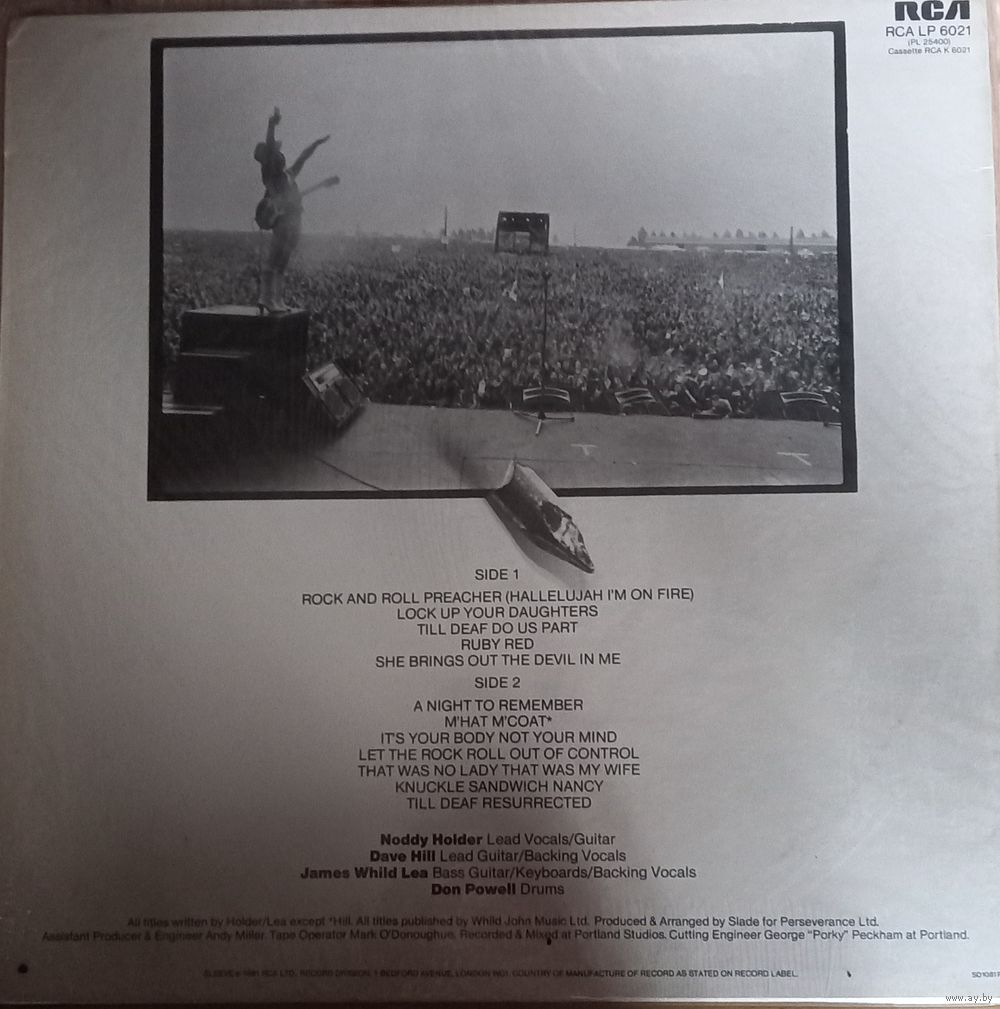 RCA
RCA LP 6021
(PL 25400)
Cassette RCA K 6021
SIDE 1
ROCK AND ROLL PREACHER (HALLELUJAH I'M ON FIRE)
LOCK UP YOUR DAUGHTERS
TILL DEAF DO US PART
RUBY RED
SHE BRINGS OUT THE DEVIL IN ME
SIDE 2
A NIGHT TO REMEMBER
M'HAT M'COAT*
IT'S YOUR BODY NOT YOUR MIND
LET THE ROCK ROLL OUT OF CONTROL
THAT WAS NO LADY THAT WAS MY WIFE
KNUCKLE SANDWICH NANCY
TILL DEAF RESURRECTED
Noddy Holder Lead Vocals/Guitar
Dave Hill Lead Guitar/Backing Vocals
James Whild Lea Bass Guitar/Keyboards/Backing Vocals
Don Powell Drums
All titles written by Holder/Lea except *Hill. All titles published by Whild John Music Ltd. Produced & Arranged by Slade for Perseverance Ltd.
Assistant Producer & Engineer Andy Miller. Tape Operator Mark O'Donoughue. Recorded & Mixed at Portland Studios. Cutting Engineer George "Porky" Peckham at Portland.
SLEEVE ℗ 1981 RCA LTD., RECORD DIVISION, 1 BEDFORD AVENUE, LONDON WC1. COUNTRY OF MANUFACTURE OF RECORD AS STATED ON RECORD LABEL.
www.ay.by